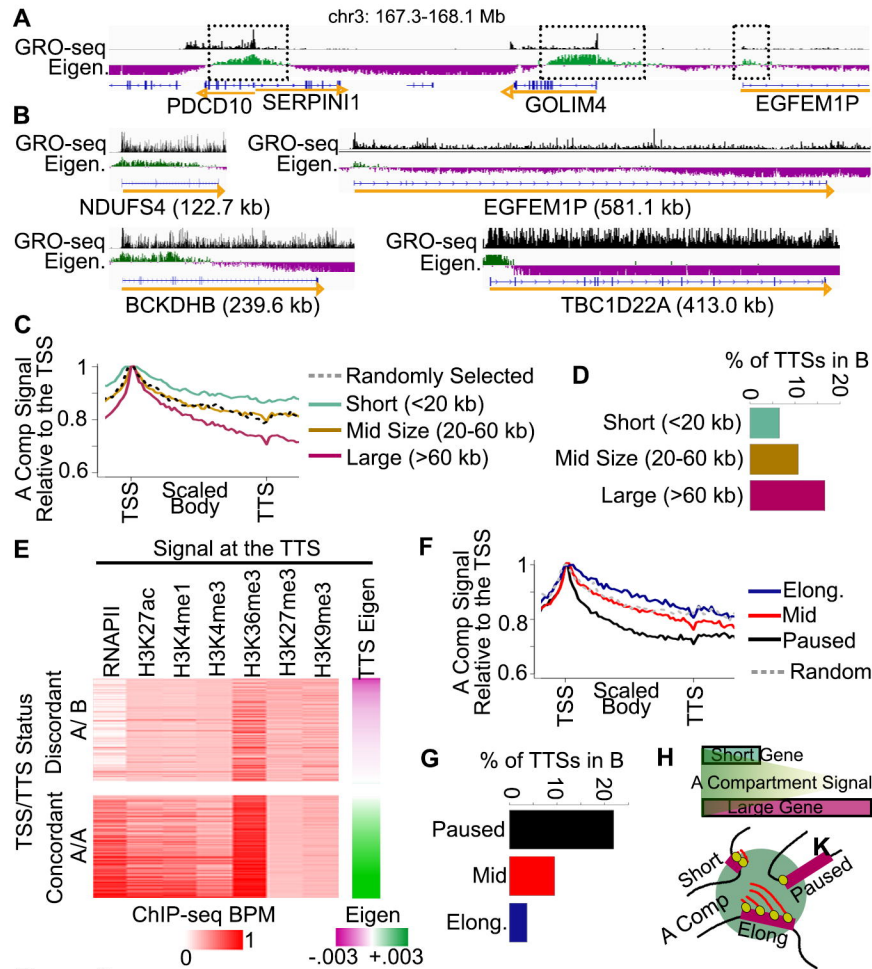 A
chr3: 167.3-168.1 Mb
GRO-seq
Eigen.
PDCD10
SERPINI1
GOLIM4
EGFEM1P
B
GRO-seq
Eigen.
NDUFS4 (122.7 kb)
GRO-seq
Eigen.
EGFEM1P (581.1 kb)
GRO-seq
Eigen.
BCKDHB (239.6 kb)
GRO-seq
Eigen.
TBC1D22A (413.0 kb)
C
A Comp Signal
Relative to the TSS
1
0.8
0.6
TSS
Scaled
Body
TTS
Randomly Selected
Short (<20 kb)
Mid Size (20-60 kb)
Large (>60 kb)
D
% of TTSs in B
0
10
20
Short (<20 kb)
Mid Size (20-60 kb)
Large (>60 kb)
E
Signal at the TTS
RNAPII
H3K27ac
H3K4me1
H3K4me3
H3K36me3
H3K27me3
H3K9me3
TTS Eigen
TSS/TTS Status
Discordant
A/ B
Concordant
A/A
ChIP-seq BPM
0
1
Eigen
-.003
+.003
F
A Comp Signal
Relative to the TSS
1
0.8
0.6
TSS
Scaled
Body
TTS
Elong.
Mid
Paused
Random
G
% of TTSs in B
0
10
20
Paused
Mid
Elong.
H
Short Gene
A Compartment Signal
Large Gene
Short
K
Paused
A Comp
Elong